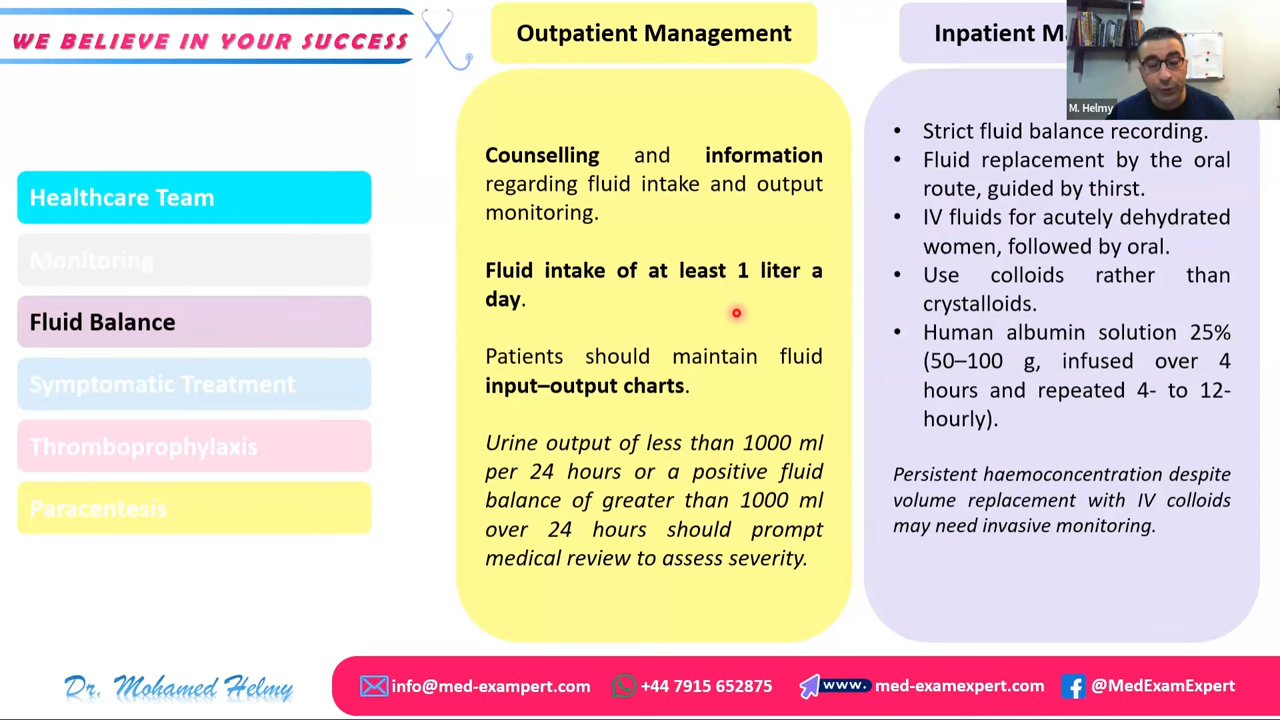 WE BELIEVE IN YOUR SUCCESS
Outpatient Management
Inpatient
M. Helmy
Healthcare Team
Monitoring
Fluid Balance
Symptomatic Treatment
Thromboprophylaxis
Paracentesis
Counselling and information
regarding fluid intake and output
monitoring.
Fluid intake of at least 1 liter a
day.
Patients should maintain fluid
input–output charts.
Urine output of less than 1000 ml
per 24 hours or a positive fluid
balance of greater than 1000 ml
over 24 hours should prompt
medical review to assess severity.
• Strict fluid balance recording.
• Fluid replacement by the oral
route, guided by thirst.
• IV fluids for acutely dehydrated
women, followed by oral.
• Use colloids rather than
crystalloids.
• Human albumin solution 25%
(50–100 g, infused over 4
hours and repeated 4- to 12-
hourly).
Persistent haemoconcentration despite
volume replacement with IV colloids
may need invasive monitoring.
Dr. Mohamed Helmy
info@med-exampert.com
+44 7915 652875
www. med-examexpert.com
@MedExamExpert